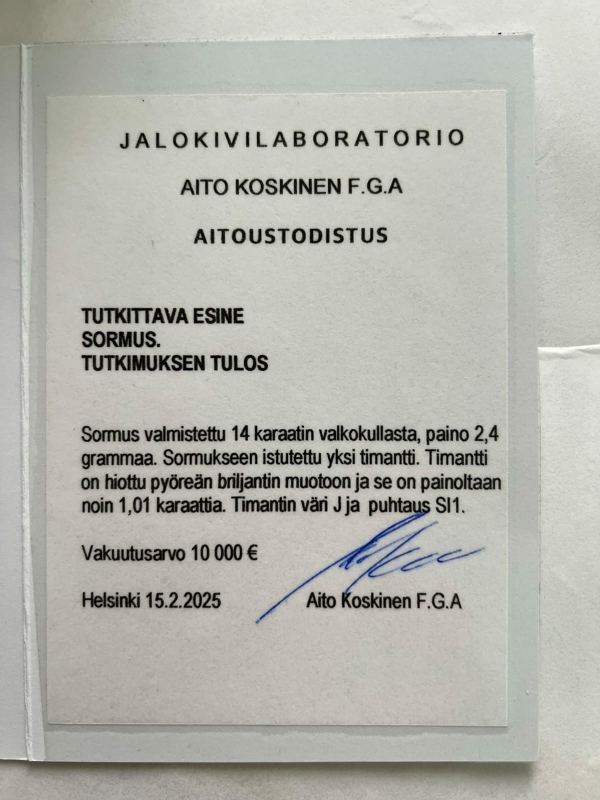 JALOKIVILABORATORIO
AITO KOSKINEN F.G.A
AITOUSTODISTUS
TUTKITTAVA ESINE
SORMUS.
TUTKIMUKSEN TULOS
Sormus valmistettu 14 karaatin valkokullasta, paino 2,4
grammaa. Sormukseen istutettu yksi timantti. Timantti
on hiottu pyöreän briljantin muotoon ja se on painoltaan
noin 1,01 karaattia. Timantin väri J ja puhtaus SI1.
Vakuutusarvo 10 000 €
Helsinki 15.2.2025 Aito Koskinen F.G.A